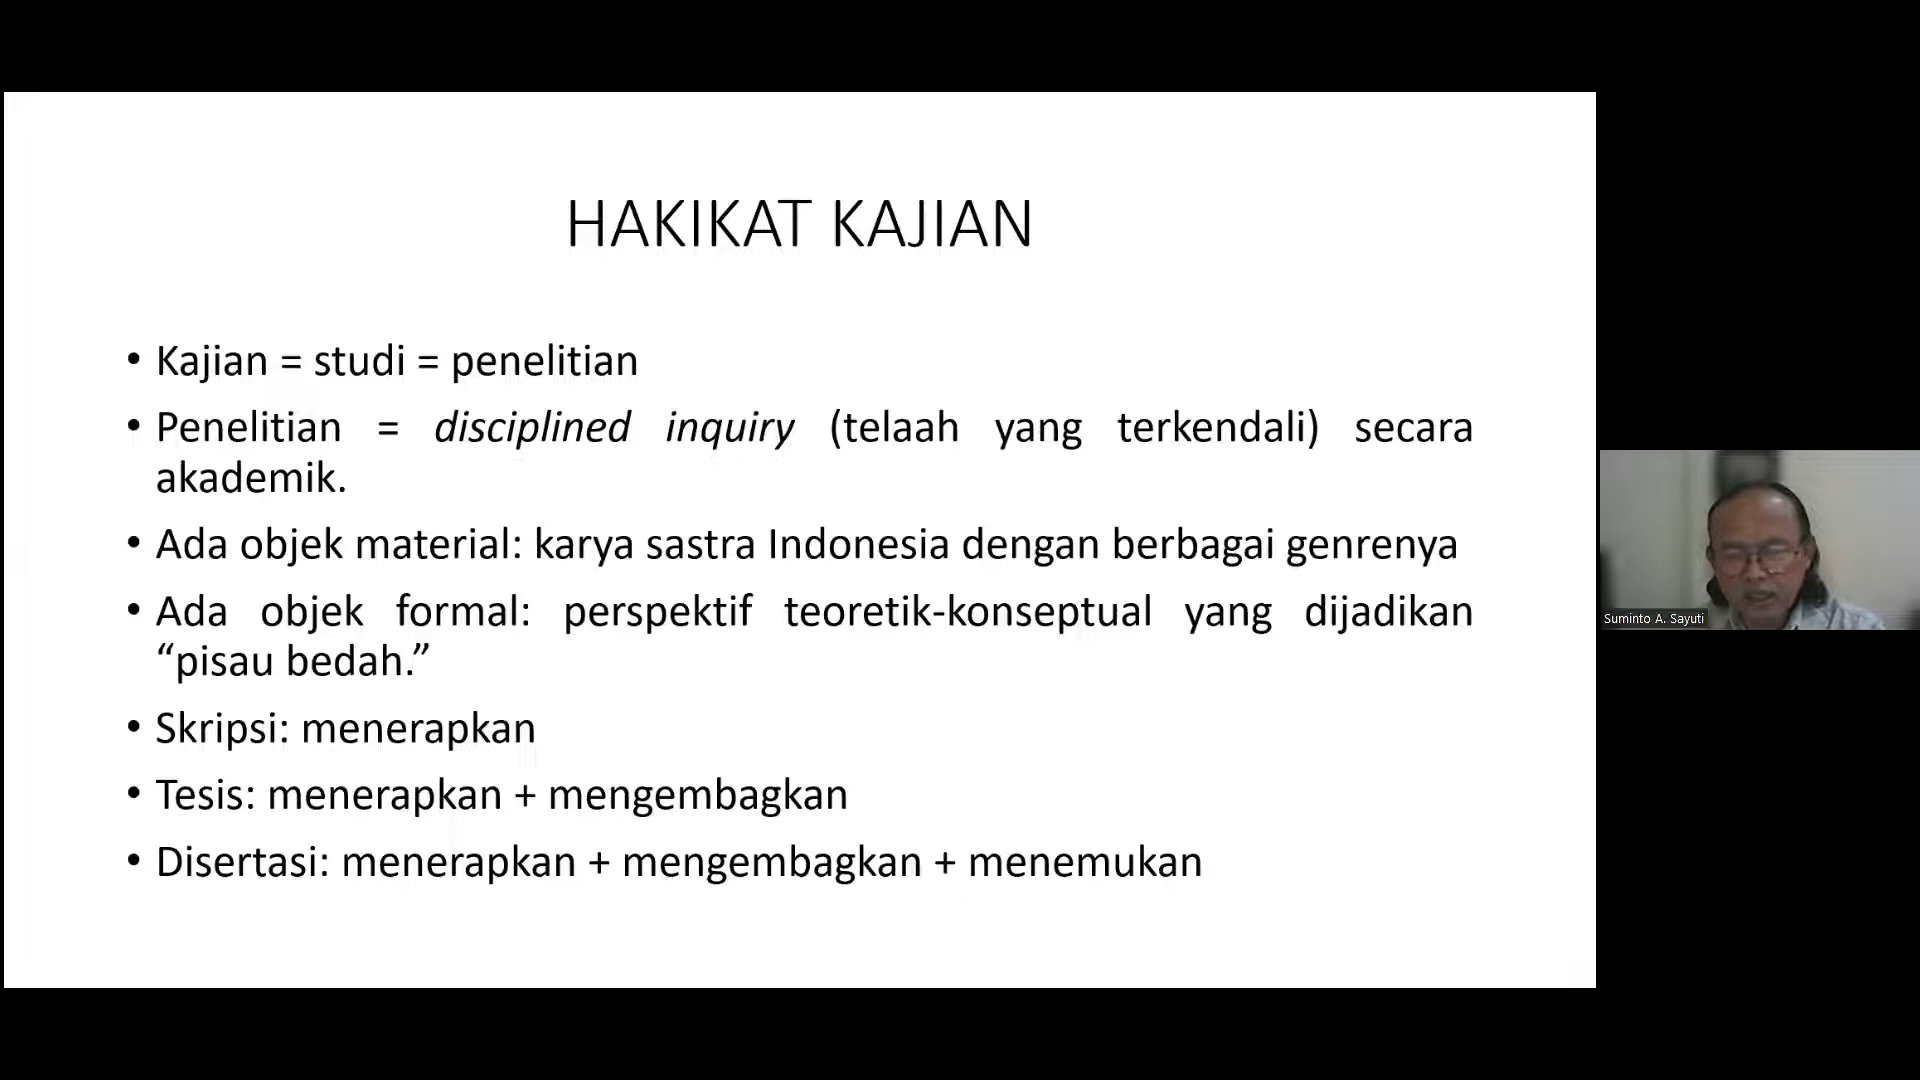 HAKIKAT KAJIAN
• Kajian = studi = penelitian
• Penelitian = disciplined inquiry (telaah yang terkendali) secara
akademik.
• Ada objek material: karya sastra Indonesia dengan berbagai genrenya
• Ada objek formal: perspektif teoretik-konseptual yang dijadikan
“pisau bedah.”
• Skripsi: menerapkan
• Tesis: menerapkan + mengembagkan
• Disertasi: menerapkan + mengembagkan + menemukan
Suminto A. Sayuti